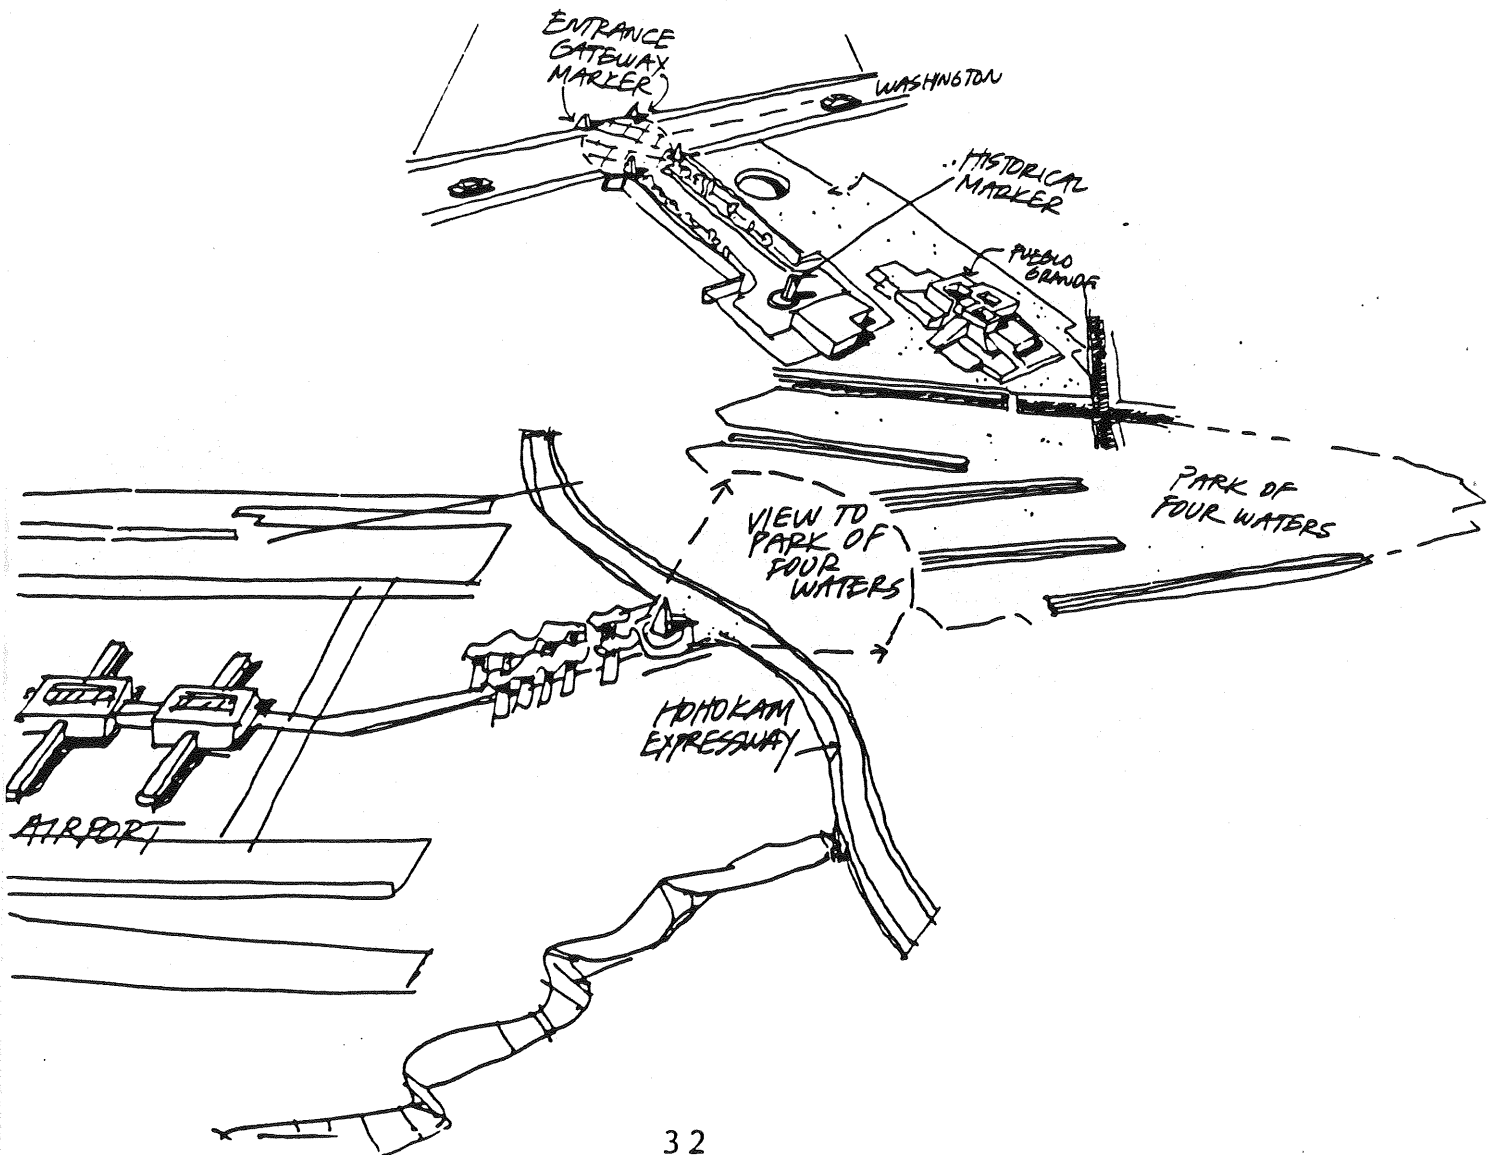 ENTRANCE
GATEWAY
MARKER
WASHINGTON
HISTORICAL
MARKER
PUEBLO
GRANDE
PARK OF
FOUR WATERS
VIEW TO
PARK OF
FOUR
WATERS
HOHOKAM
EXPRESSWAY
AIRPORT
32